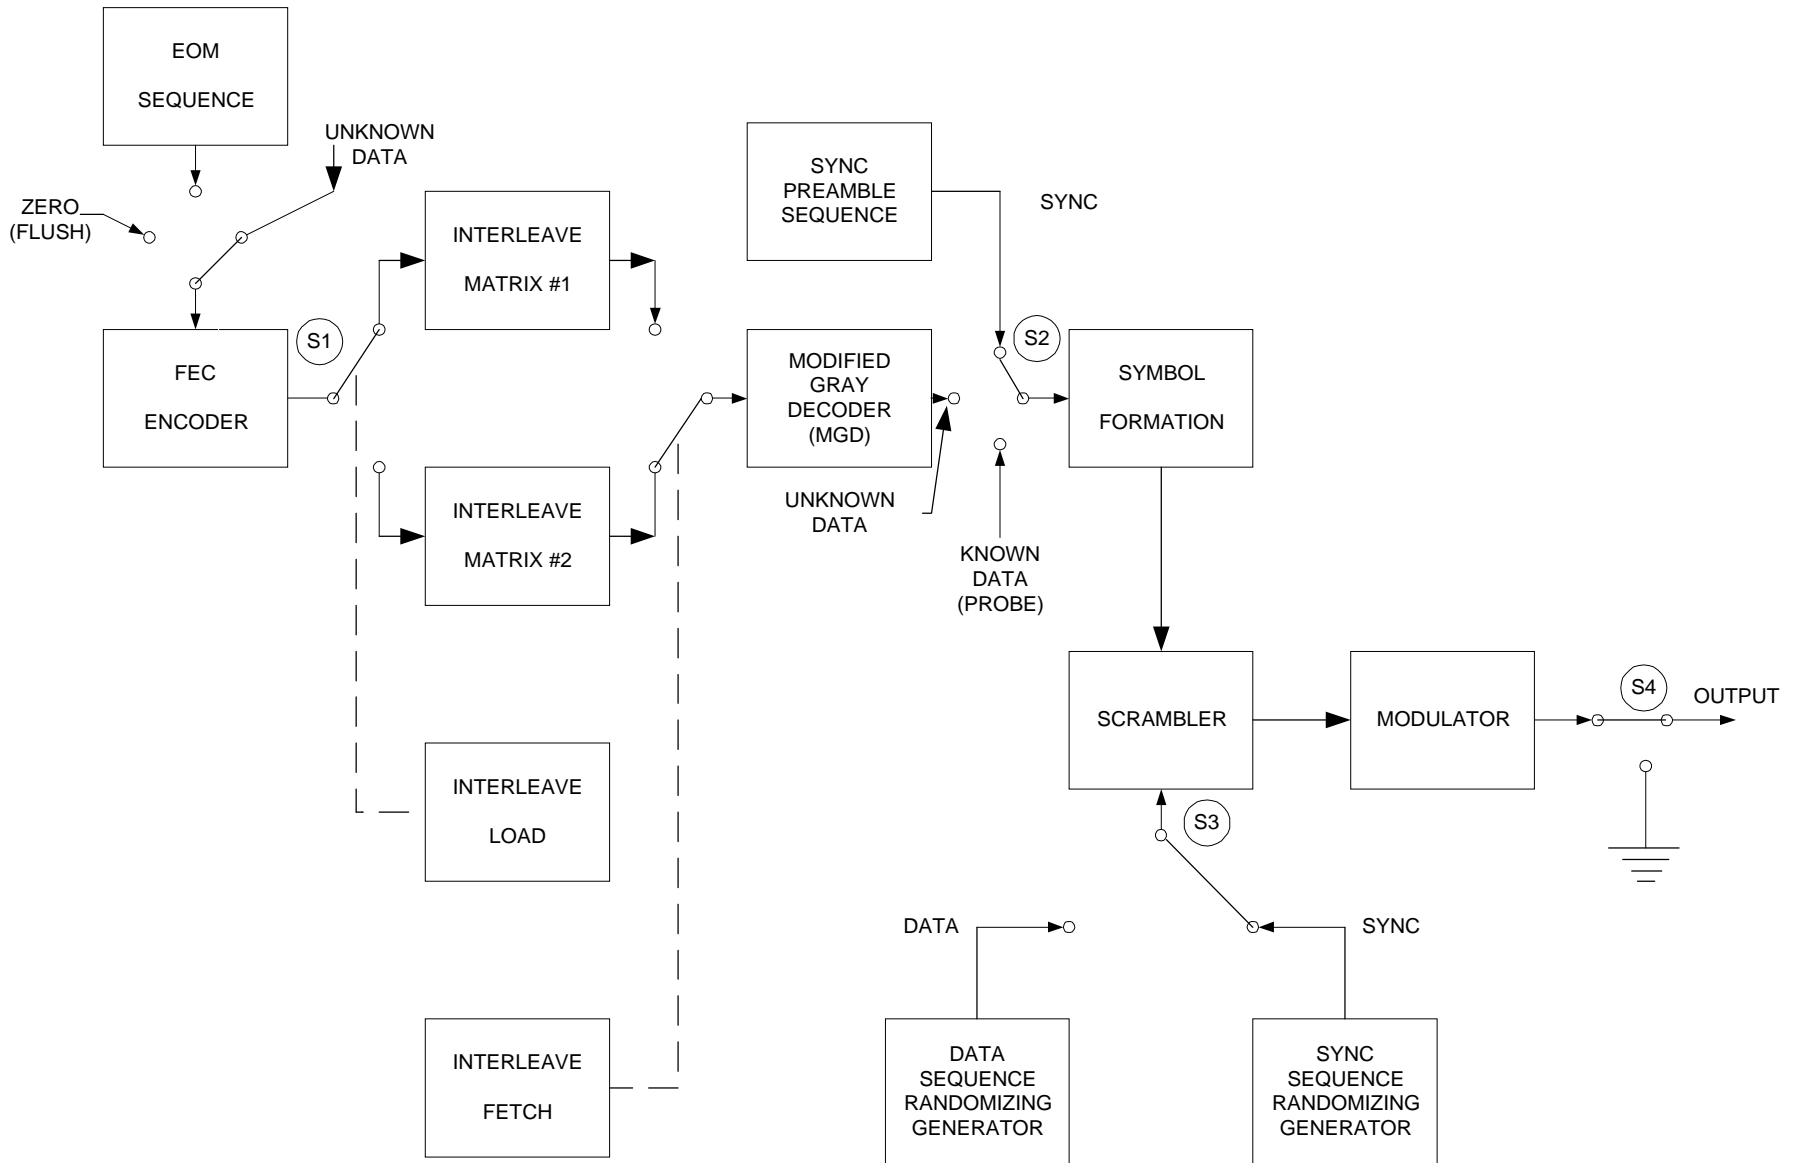 EOM
SEQUENCE
UNKNOWN
DATA
ZERO
(FLUSH)
INTERLEAVE
MATRIX #1
SYNC
PREAMBLE
SEQUENCE
SYNC
FEC
ENCODER
S1
MODIFIED
GRAY
DECODER
(MGD)
S2
SYMBOL
FORMATION
INTERLEAVE
MATRIX #2
UNKNOWN
DATA
KNOWN
DATA
(PROBE)
SCRAMBLER
MODULATOR
S4
OUTPUT
INTERLEAVE
LOAD
S3
DATA
SYNC
INTERLEAVE
FETCH
DATA
SEQUENCE
RANDOMIZING
GENERATOR
SYNC
SEQUENCE
RANDOMIZING
GENERATOR